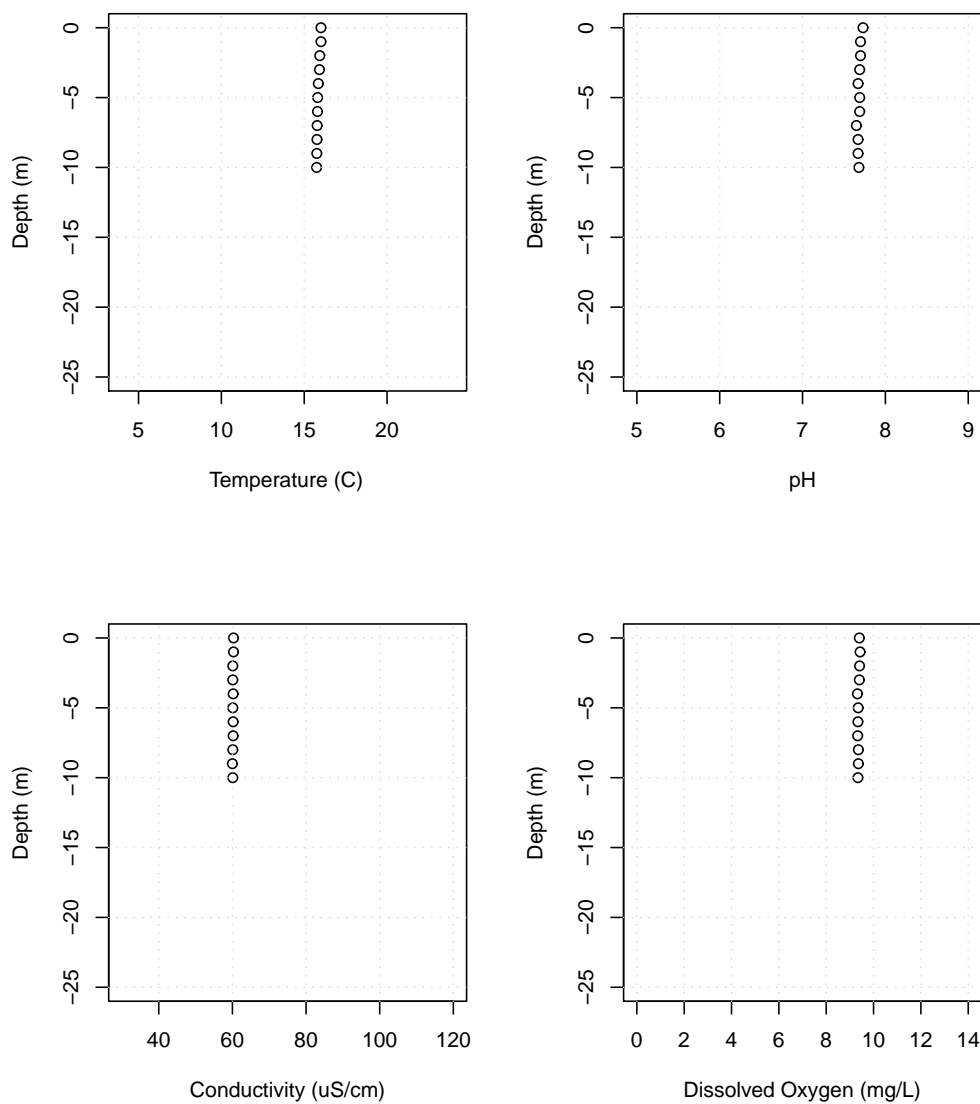 0
−5
−10
−15
−20
−25
Depth (m)
5 10 15 20
Temperature (C)
0
−5
−10
−15
−20
−25
Depth (m)
5 6 7 8 9
pH
0
−5
−10
−15
−20
−25
Depth (m)
40 60 80 100 120
Conductivity (uS/cm)
0
−5
−10
−15
−20
−25
Depth (m)
0 2 4 6 8 10 12 14
Dissolved Oxygen (mg/L)